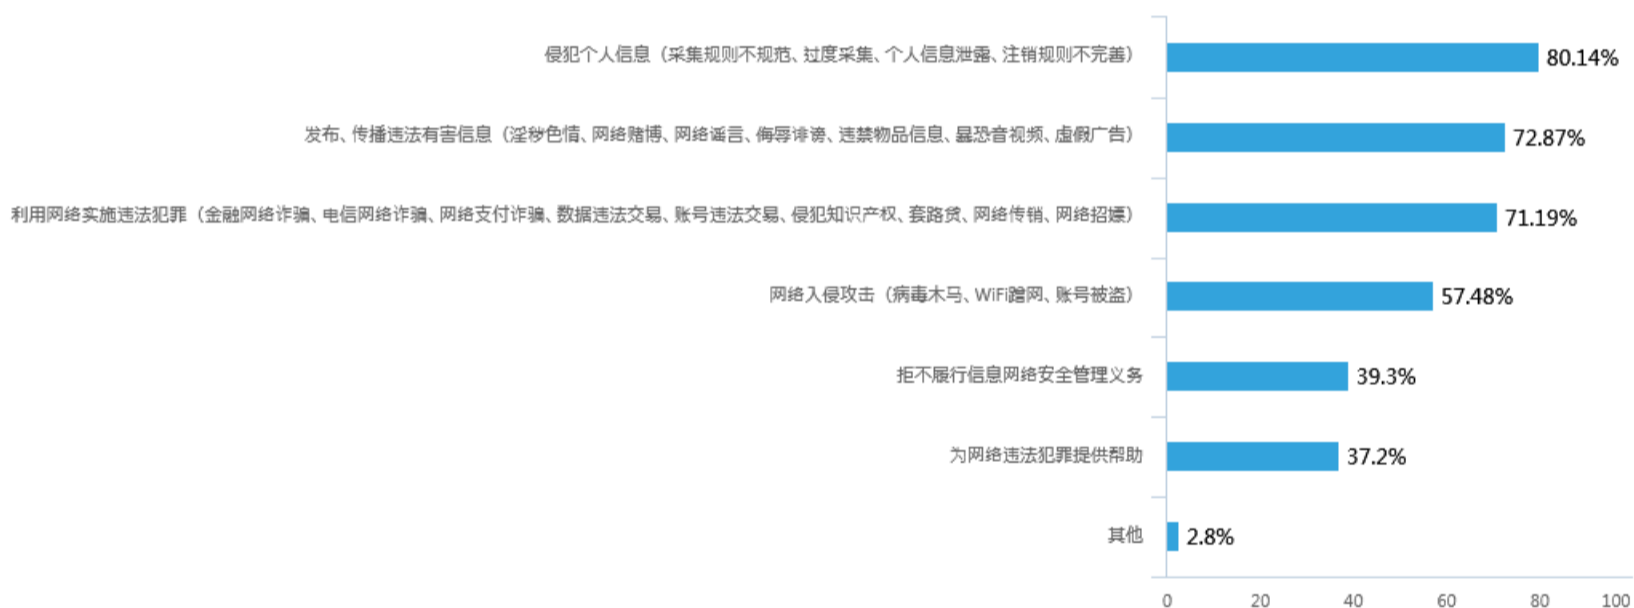 侵犯个人信息（采集规则不规范、过度采集、个人信息泄露、注销规则不完善） 80.14%
发布、传播违法有害信息（淫秽色情、网络赌博、网络谣言、侮辱诽谤、违禁物品信息、暴恐音视频、虚假广告） 72.87%
利用网络实施违法犯罪（金融网络诈骗、电信网络诈骗、网络支付诈骗、数据违法交易、账号违法交易、侵犯知识产权、套路贷、网络传销、网络招嫖） 71.19%
网络入侵攻击（病毒木马、WiFi蹭网、账号被盗） 57.48%
拒不履行信息网络安全管理义务 39.3%
为网络违法犯罪提供帮助 37.2%
其他 2.8%
0 20 40 60 80 100